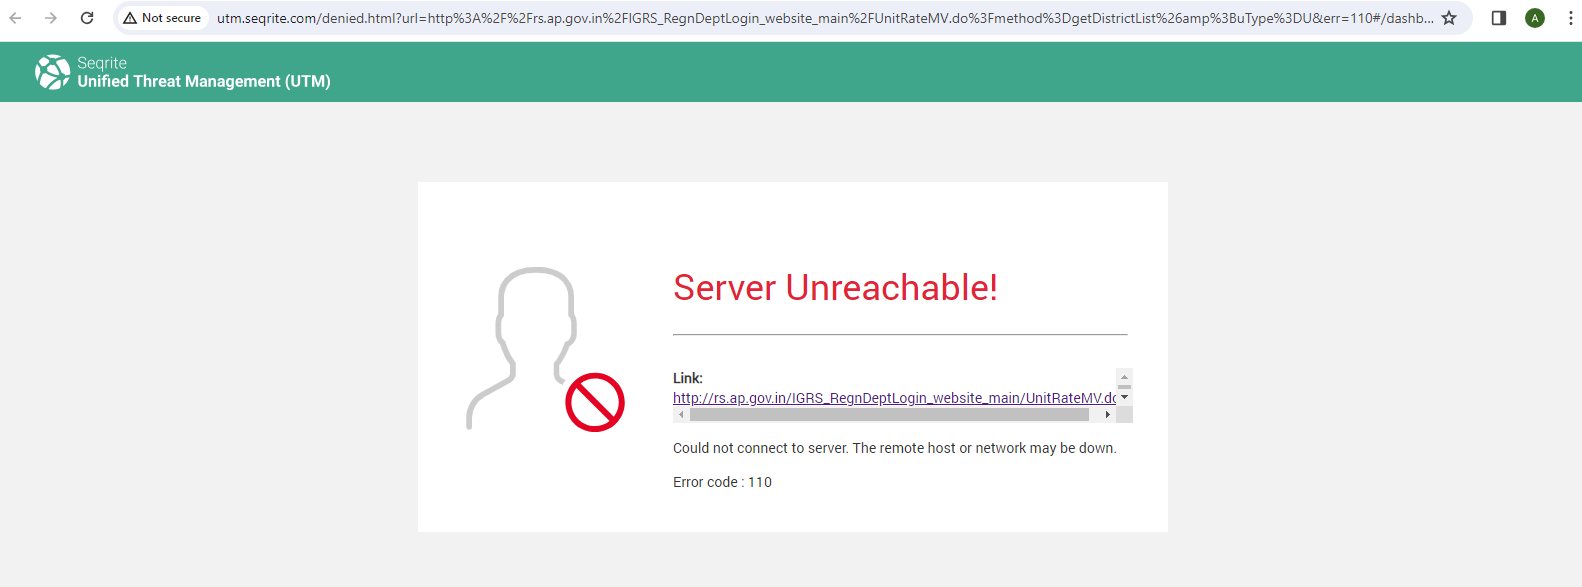 Not secure
utm.seqrite.com/denied.html?url=http%3A%2F%2Frs.ap.gov.in%2FIGRS_RegnDeptLogin_website_main%2FUnitRateMV.do%3Fmethod%3DgetDistrictList%26amp%3BuType%3DU&err=110#/dashb...
A
Seqrite
Unified Threat Management (UTM)
Server Unreachable!
Link:
http://rs.ap.gov.in/IGRS_RegnDeptLogin_website_main/UnitRateMV.do
Could not connect to server. The remote host or network may be down.
Error code : 110